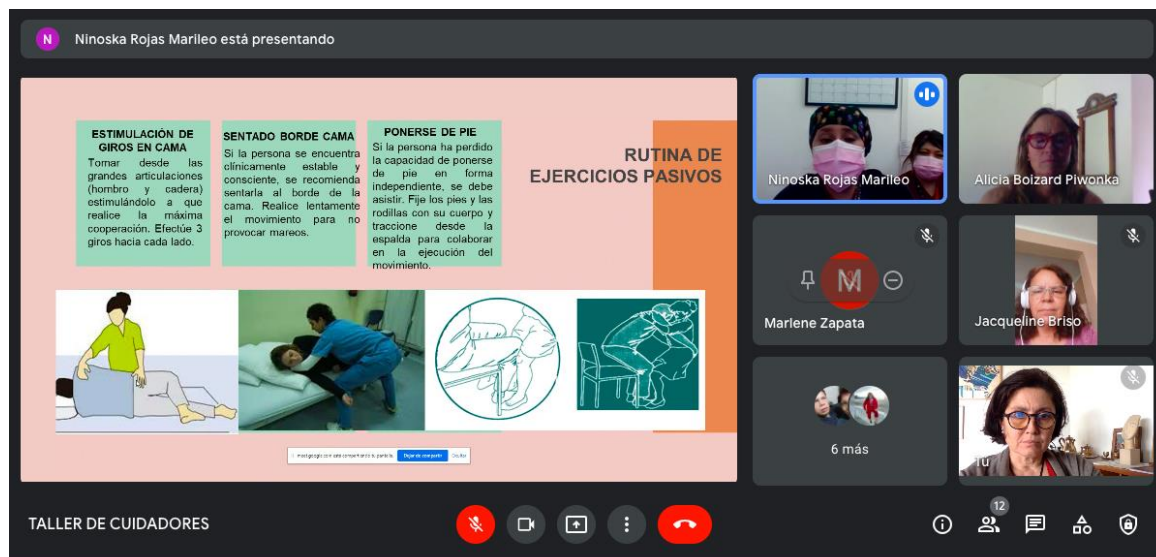 N
Ninoska Rojas Marileo está presentando
ESTIMULACIÓN DE
GIROS EN CAMA
Tomar desde las
grandes articulaciones
(hombro y cadera)
estimulándolo a que
realice la máxima
cooperación. Efectúe 3
giros hacia cada lado.
SENTADO BORDE CAMA
Si la persona se encuentra
clínicamente estable y
consciente, se recomienda
sentarla al borde de la
cama. Realice lentamente
el movimiento para no
provocar mareos.
PONERSE DE PIE
Si la persona ha perdido
la capacidad de ponerse
de pie en forma
independiente, se debe
asistir. Fije los pies y las
rodillas con su cuerpo y
traccione desde la
espalda para colaborar
en la ejecución del
movimiento.
RUTINA DE
EJERCICIOS PASIVOS
Dejar de compartir
Ocultar
Ninoska Rojas Marileo
Alicia Boizard Piwonka
M
Marlene Zapata
Jacqueline Briso
6 más
Tú
TALLER DE CUIDADORES
12